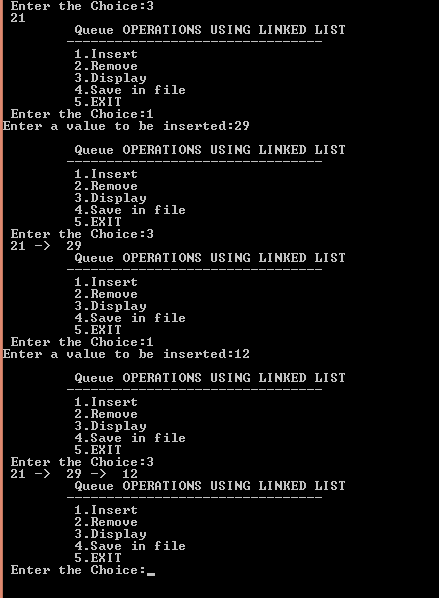 Enter the Choice:3
21
Queue OPERATIONS USING LINKED LIST
--------------------------------
1.Insert
2.Remove
3.Display
4.Save in file
5.EXIT
Enter the Choice:1
Enter a value to be inserted:29
Queue OPERATIONS USING LINKED LIST
--------------------------------
1.Insert
2.Remove
3.Display
4.Save in file
5.EXIT
Enter the Choice:3
21 -> 29
Queue OPERATIONS USING LINKED LIST
--------------------------------
1.Insert
2.Remove
3.Display
4.Save in file
5.EXIT
Enter the Choice:1
Enter a value to be inserted:12
Queue OPERATIONS USING LINKED LIST
--------------------------------
1.Insert
2.Remove
3.Display
4.Save in file
5.EXIT
Enter the Choice:3
21 -> 29 -> 12
Queue OPERATIONS USING LINKED LIST
--------------------------------
1.Insert
2.Remove
3.Display
4.Save in file
5.EXIT
Enter the Choice:_